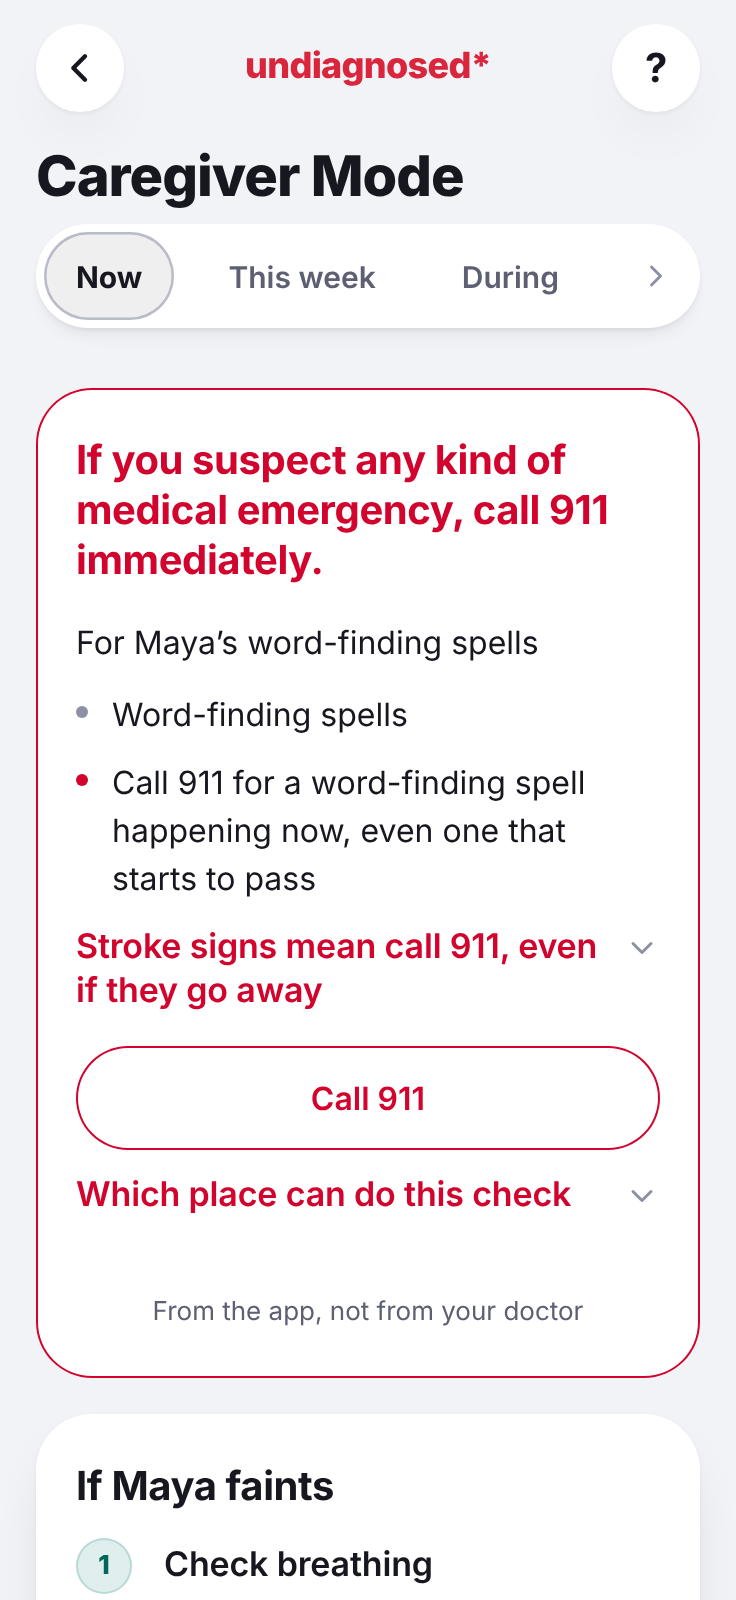 undiagnosed*
?
Caregiver Mode
Now
This week
During
If you suspect any kind of
medical emergency, call 911
immediately.
For Maya’s word-finding spells
Word-finding spells
Call 911 for a word-finding spell
happening now, even one that
starts to pass
Stroke signs mean call 911, even
if they go away
Call 911
Which place can do this check
From the app, not from your doctor
If Maya faints
1 Check breathing